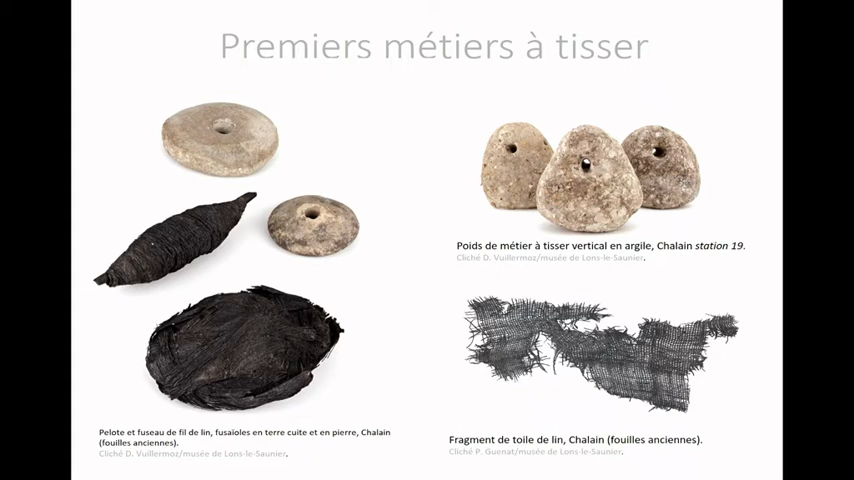 Premiers métiers à tisser
Poids de métier à tisser vertical en argile, Chalain station 19.
Cliché D. Vuillermoz/musée de Lons-le-Saunier.
Pelote et fuseau de fil de lin, fusaïoles en terre cuite et en pierre, Chalain
(fouilles anciennes).
Cliché D. Vuillermoz/musée de Lons-le-Saunier.
Fragment de toile de lin, Chalain (fouilles anciennes).
Cliché P. Guenat/musée de Lons-le-Saunier.